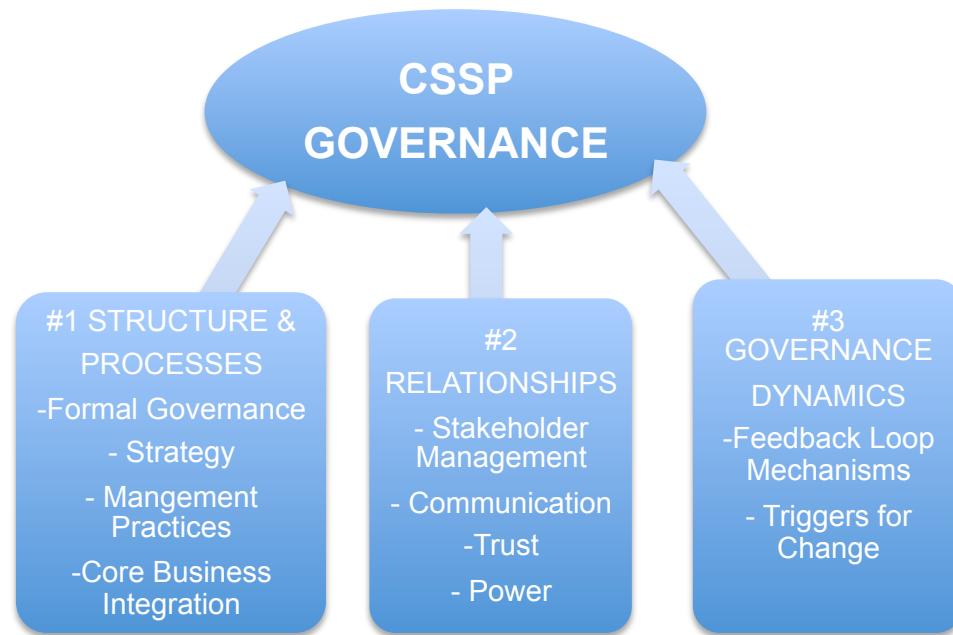 CSSP
GOVERNANCE
#1 STRUCTURE &
PROCESSES
-Formal Governance
- Strategy
- Mangement
Practices
-Core Business
Integration
#2
RELATIONSHIPS
- Stakeholder
Management
- Communication
-Trust
- Power
#3
GOVERNANCE
DYNAMICS
-Feedback Loop
Mechanisms
- Triggers for
Change